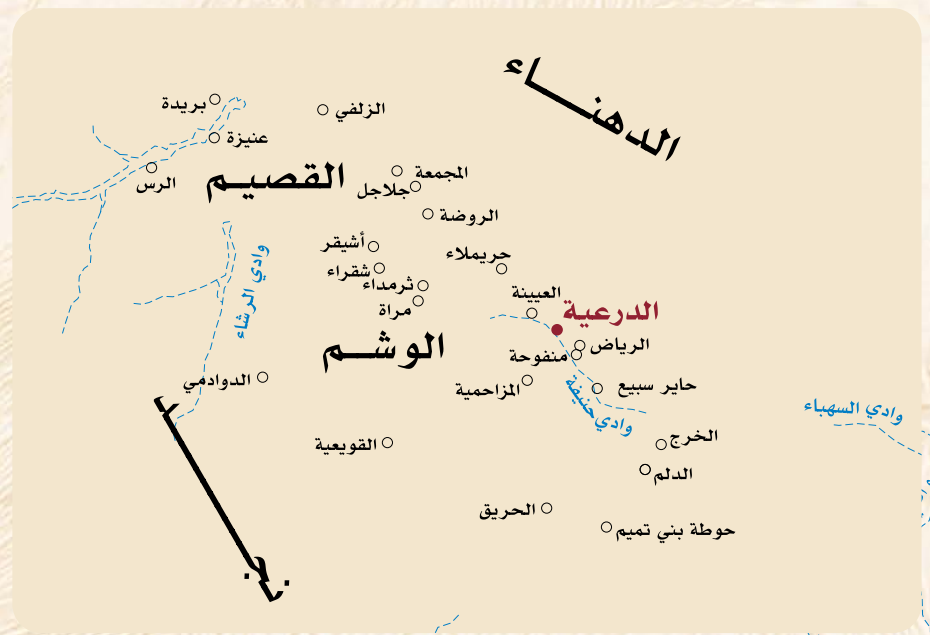 الدهناء
بريدة
الزلفي
عنيزة
المجمعة
الرس
القصيم
جلاجل
الروضة
أشيقر
حريملاء
وادي الرشاء
شقراء
ثرمداء
العيينة
مراة
الدرعية
الوشم
الرياض
منفوحة
الدوادمي
المزاحمية
حاير سبيع
وادي حنيفة
وادي السهباء
القويعية
الخرج
الدلم
الحريق
حوطة بني تميم
نجد